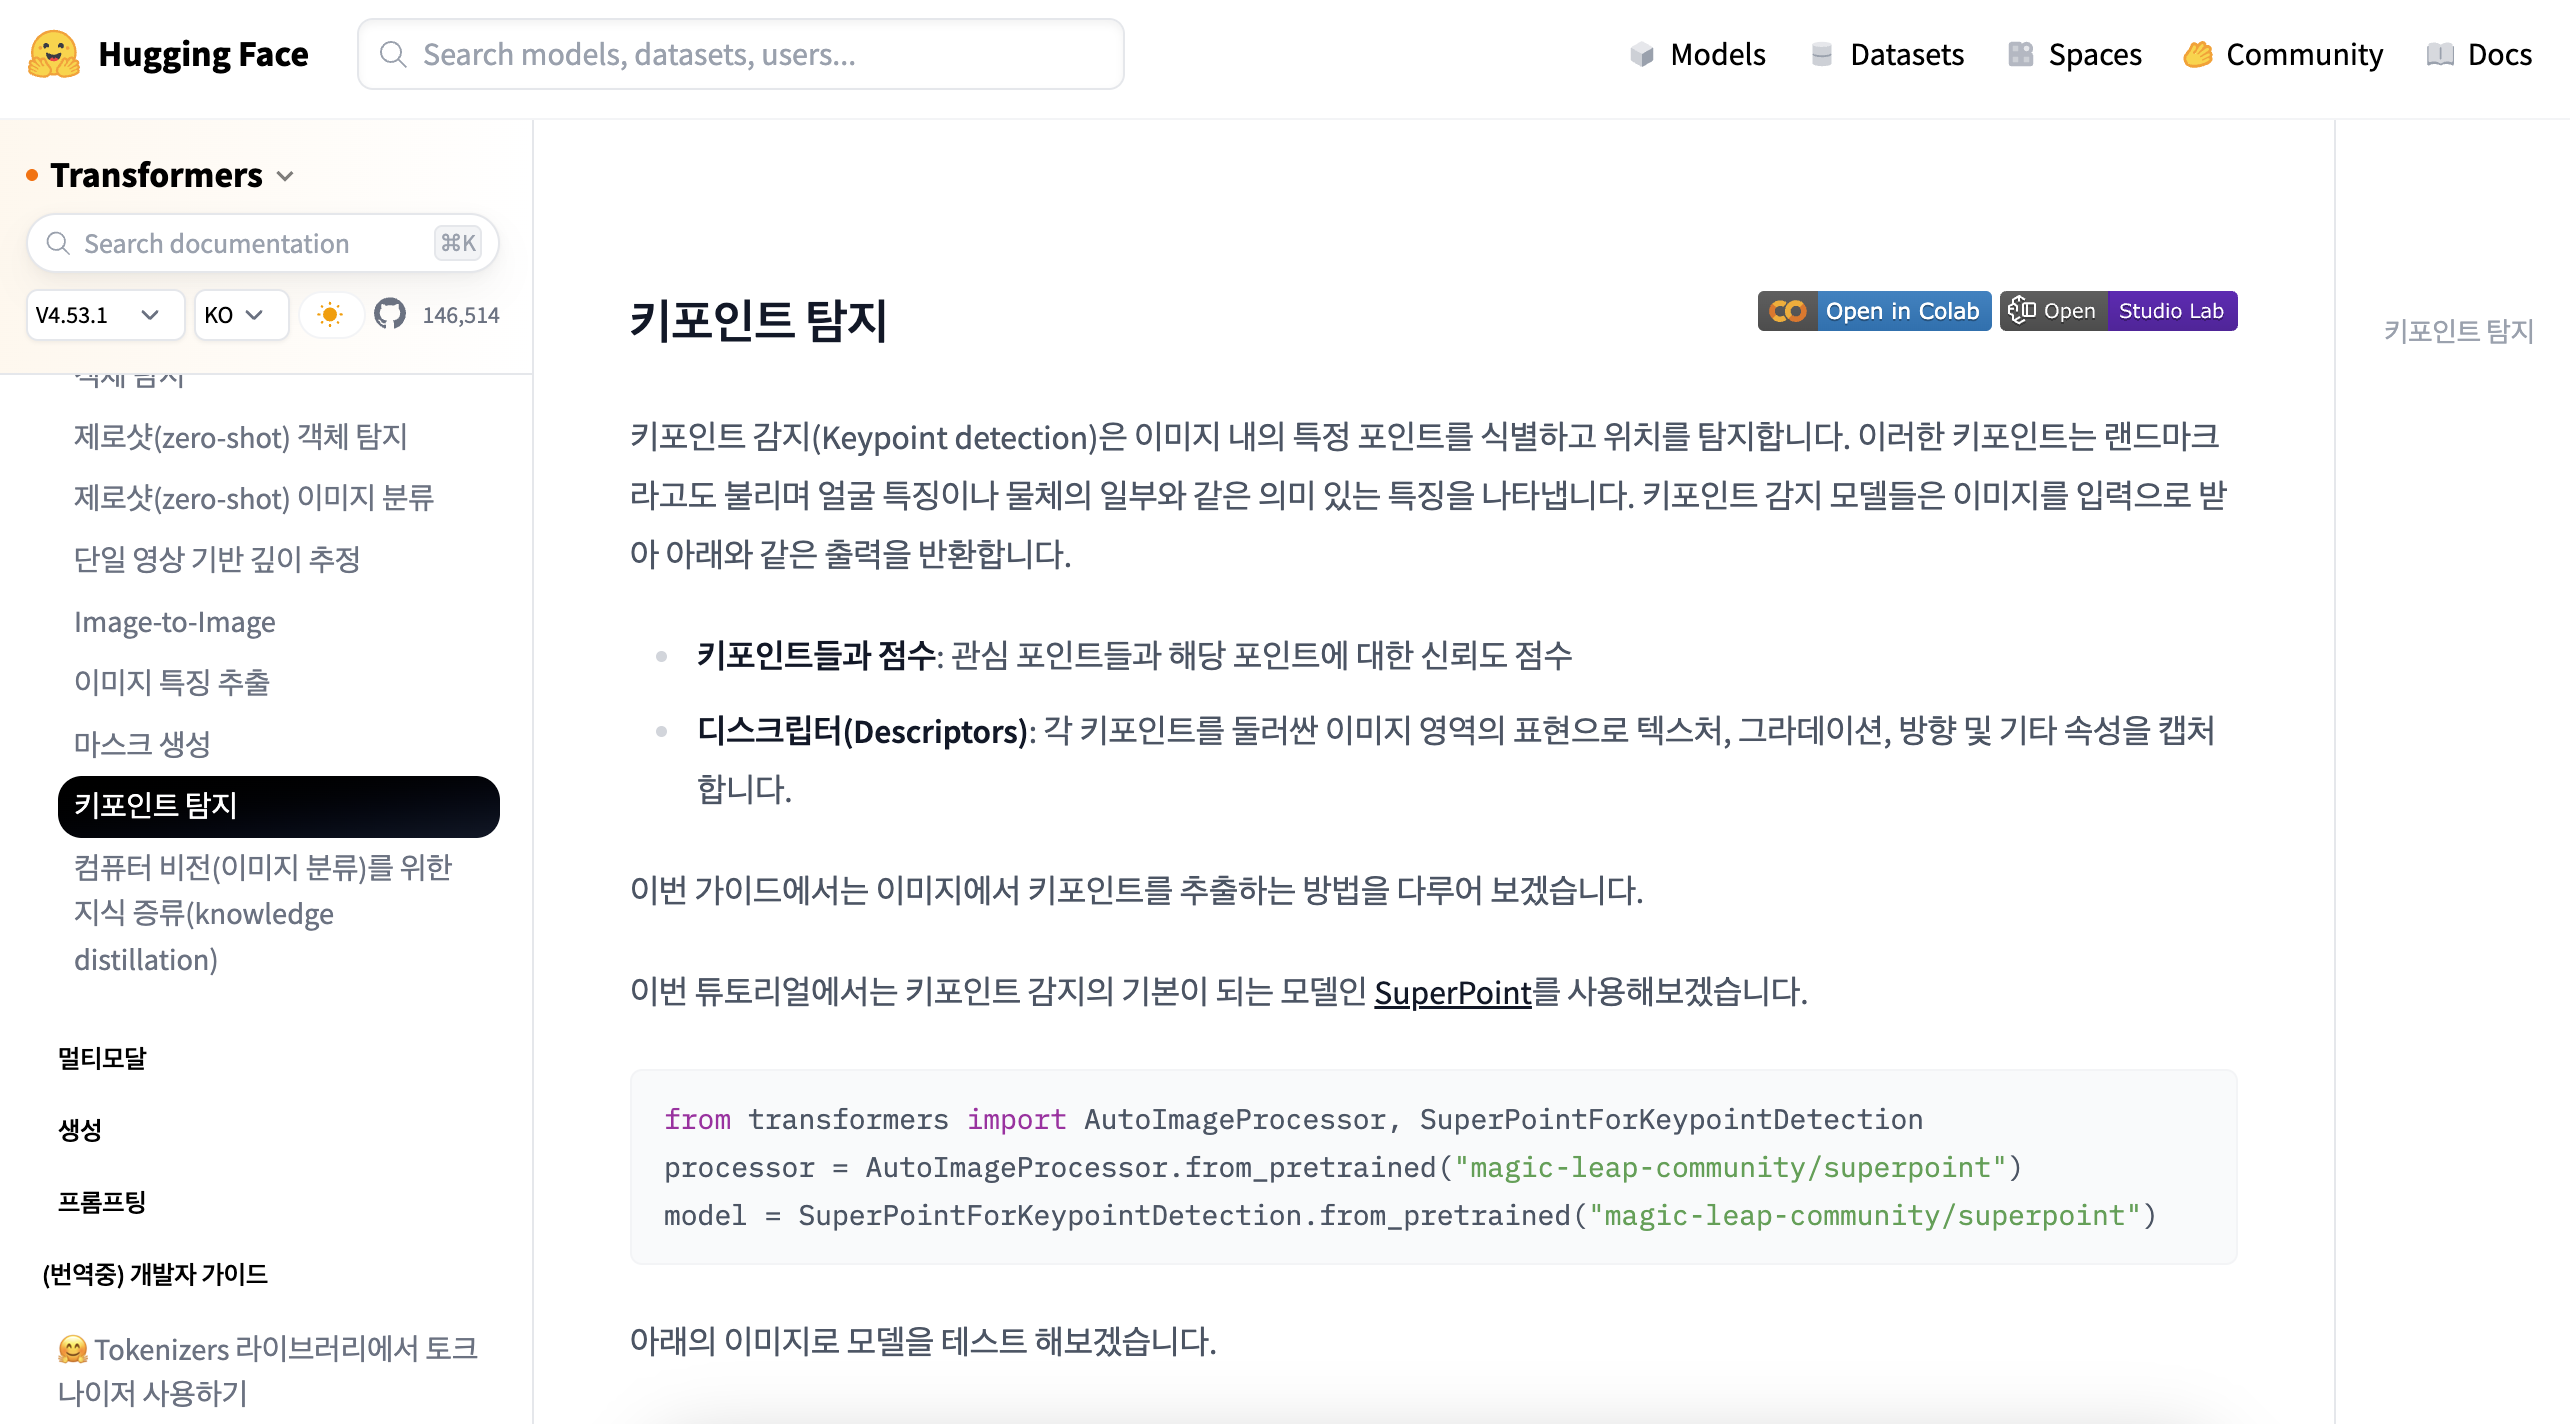 Hugging Face
Search models, datasets, users...
Models
Datasets
Spaces
Community
Docs
Transformers
Search documentation
⌘K
V4.53.1
KO
146,514
객체 탐지
제로샷(zero-shot) 객체 탐지
제로샷(zero-shot) 이미지 분류
단일 영상 기반 깊이 추정
Image-to-Image
이미지 특징 추출
마스크 생성
키포인트 탐지
컴퓨터 비전(이미지 분류)를 위한
지식 증류(knowledge
distillation)
멀티모달
생성
프롬프팅
(번역중) 개발자 가이드
🤗 Tokenizers 라이브러리에서 토크
나이저 사용하기
키포인트 탐지
Open in Colab
Open Studio Lab
키포인트 감지(Keypoint detection)은 이미지 내의 특정 포인트를 식별하고 위치를 탐지합니다. 이러한 키포인트는 랜드마크
라고도 불리며 얼굴 특징이나 물체의 일부와 같은 의미 있는 특징을 나타냅니다. 키포인트 감지 모델들은 이미지를 입력으로 받
아 아래와 같은 출력을 반환합니다.
키포인트들과 점수: 관심 포인트들과 해당 포인트에 대한 신뢰도 점수
디스크립터(Descriptors): 각 키포인트를 둘러싼 이미지 영역의 표현으로 텍스처, 그라데이션, 방향 및 기타 속성을 캡처
합니다.
이번 가이드에서는 이미지에서 키포인트를 추출하는 방법을 다루어 보겠습니다.
이번 튜토리얼에서는 키포인트 감지의 기본이 되는 모델인 SuperPoint를 사용해보겠습니다.
from transformers import AutoImageProcessor, SuperPointForKeypointDetection
processor = AutoImageProcessor.from_pretrained("magic-leap-community/superpoint")
model = SuperPointForKeypointDetection.from_pretrained("magic-leap-community/superpoint")
아래의 이미지로 모델을 테스트 해보겠습니다.
키포인트 탐지